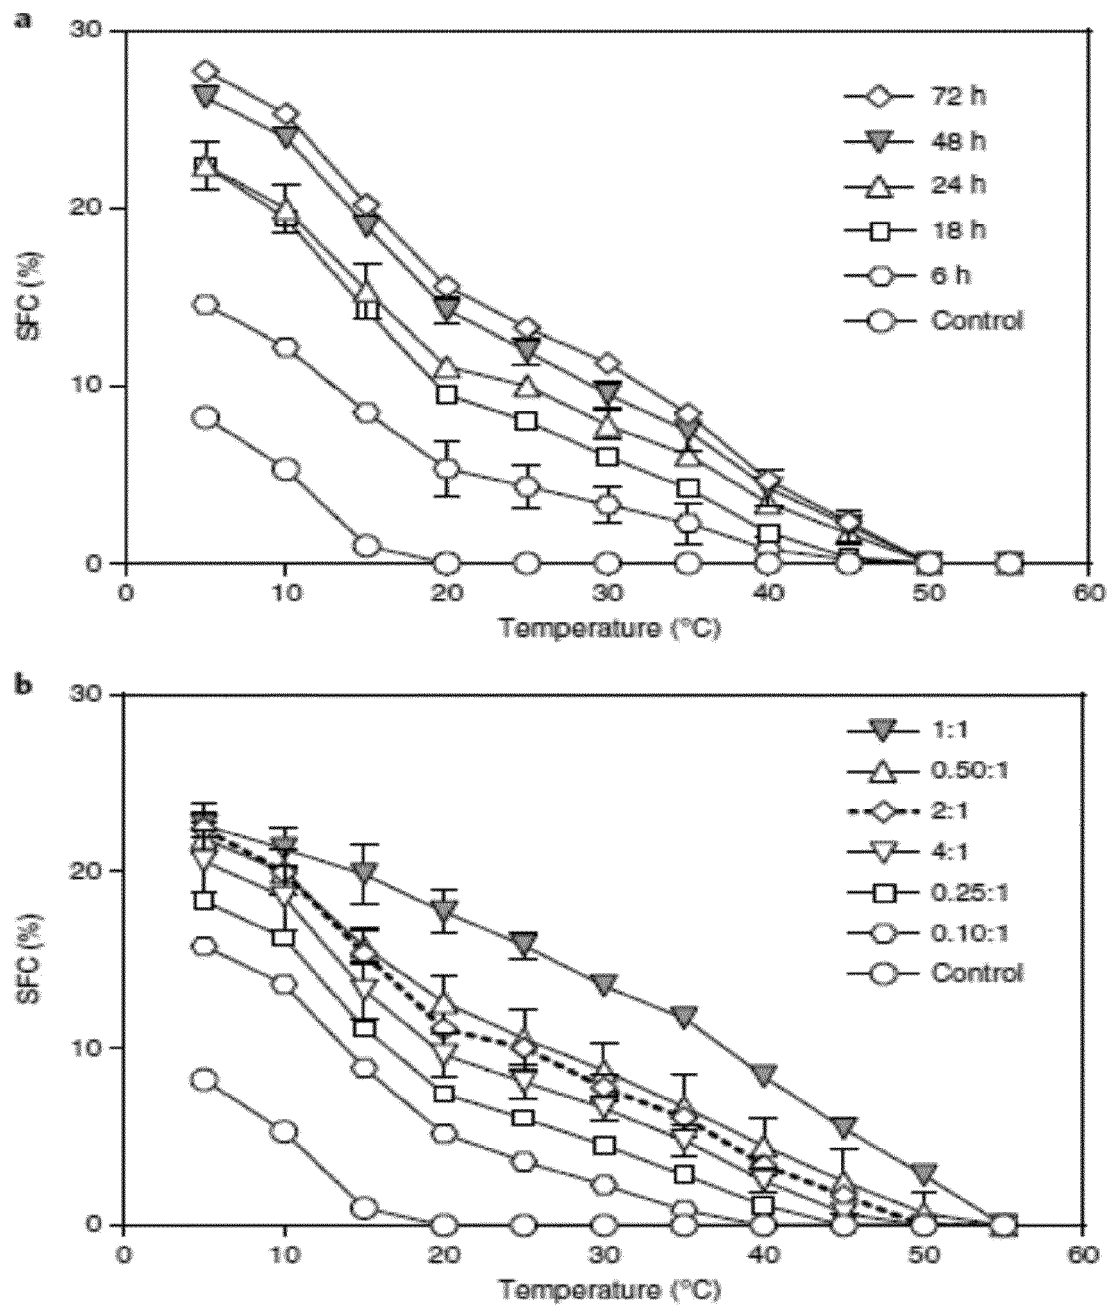 a
30
20
10
0
SFC (%)
72 h
48 h
24 h
18 h
6 h
Control
0 10 20 30 40 50 60
Temperature (°C)
b
30
20
10
0
SFC (%)
1:1
0.50:1
2:1
4:1
0.25:1
0.10:1
Control
0 10 20 30 40 50 60
Temperature (°C)